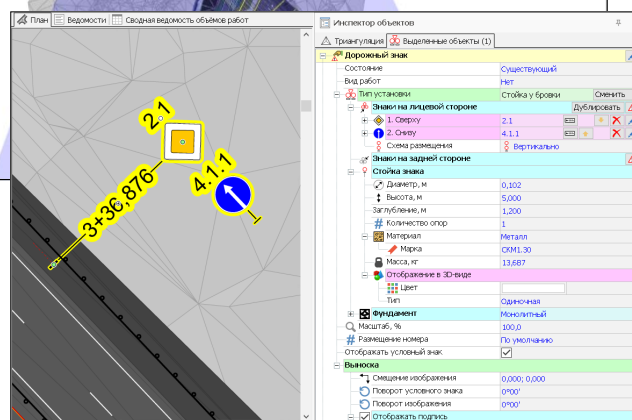 План Ведомости Сводная ведомость объёмов работ
2.1
3+36,876
4.1.1
Инспектор объектов
Триангуляция Выделенные объекты (1)
Дорожный знак
Состояние Существующий
Вид работ Нет
Тип установки Стойка у бровки Сменить
Знаки на лицевой стороне Дублировать
1. Сверху 2.1
2. Снизу 4.1.1
Схема размещения Вертикально
Знаки на задней стороне
Стойка знака
Диаметр, м 0,102
Высота, м 5,000
Заглубление, м 1,200
Количество опор 1
Материал Металл
Марка СКМ1.30
Масса, кг 13,687
Отображение в 3D-виде
Цвет
Тип Одиночная
Фундамент Монолитный
Масштаб, % 100,0
Размещение номера По умолчанию
Отображать условный знак
Выноска
Смещение изображения 0,000; 0,000
Поворот условного знака 0°00'
Поворот изображения 0°00'
Отображать подпись